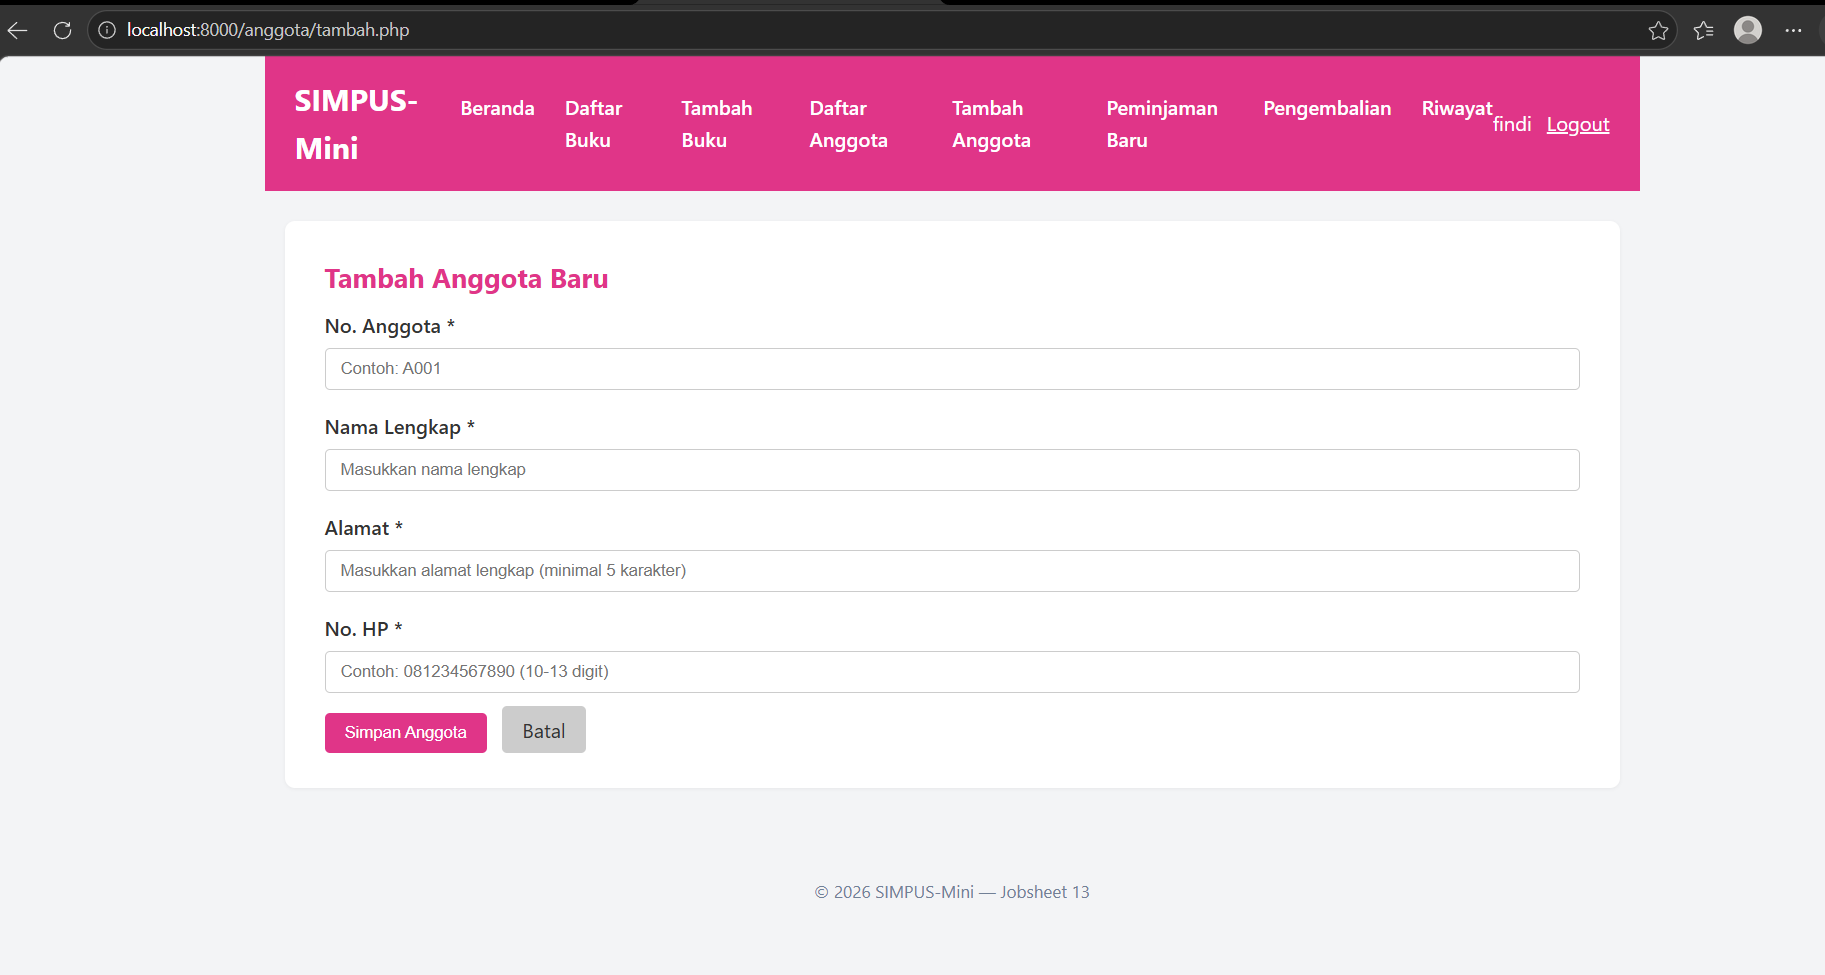 localhost:8000/anggota/tambah.php
SIMPUS-
Mini
Beranda
Daftar
Buku
Tambah
Buku
Daftar
Anggota
Tambah
Anggota
Peminjaman
Baru
Pengembalian
Riwayat
findi
Logout
Tambah Anggota Baru
No. Anggota *
Contoh: A001
Nama Lengkap *
Masukkan nama lengkap
Alamat *
Masukkan alamat lengkap (minimal 5 karakter)
No. HP *
Contoh: 081234567890 (10-13 digit)
Simpan Anggota
Batal
© 2026 SIMPUS-Mini — Jobsheet 13